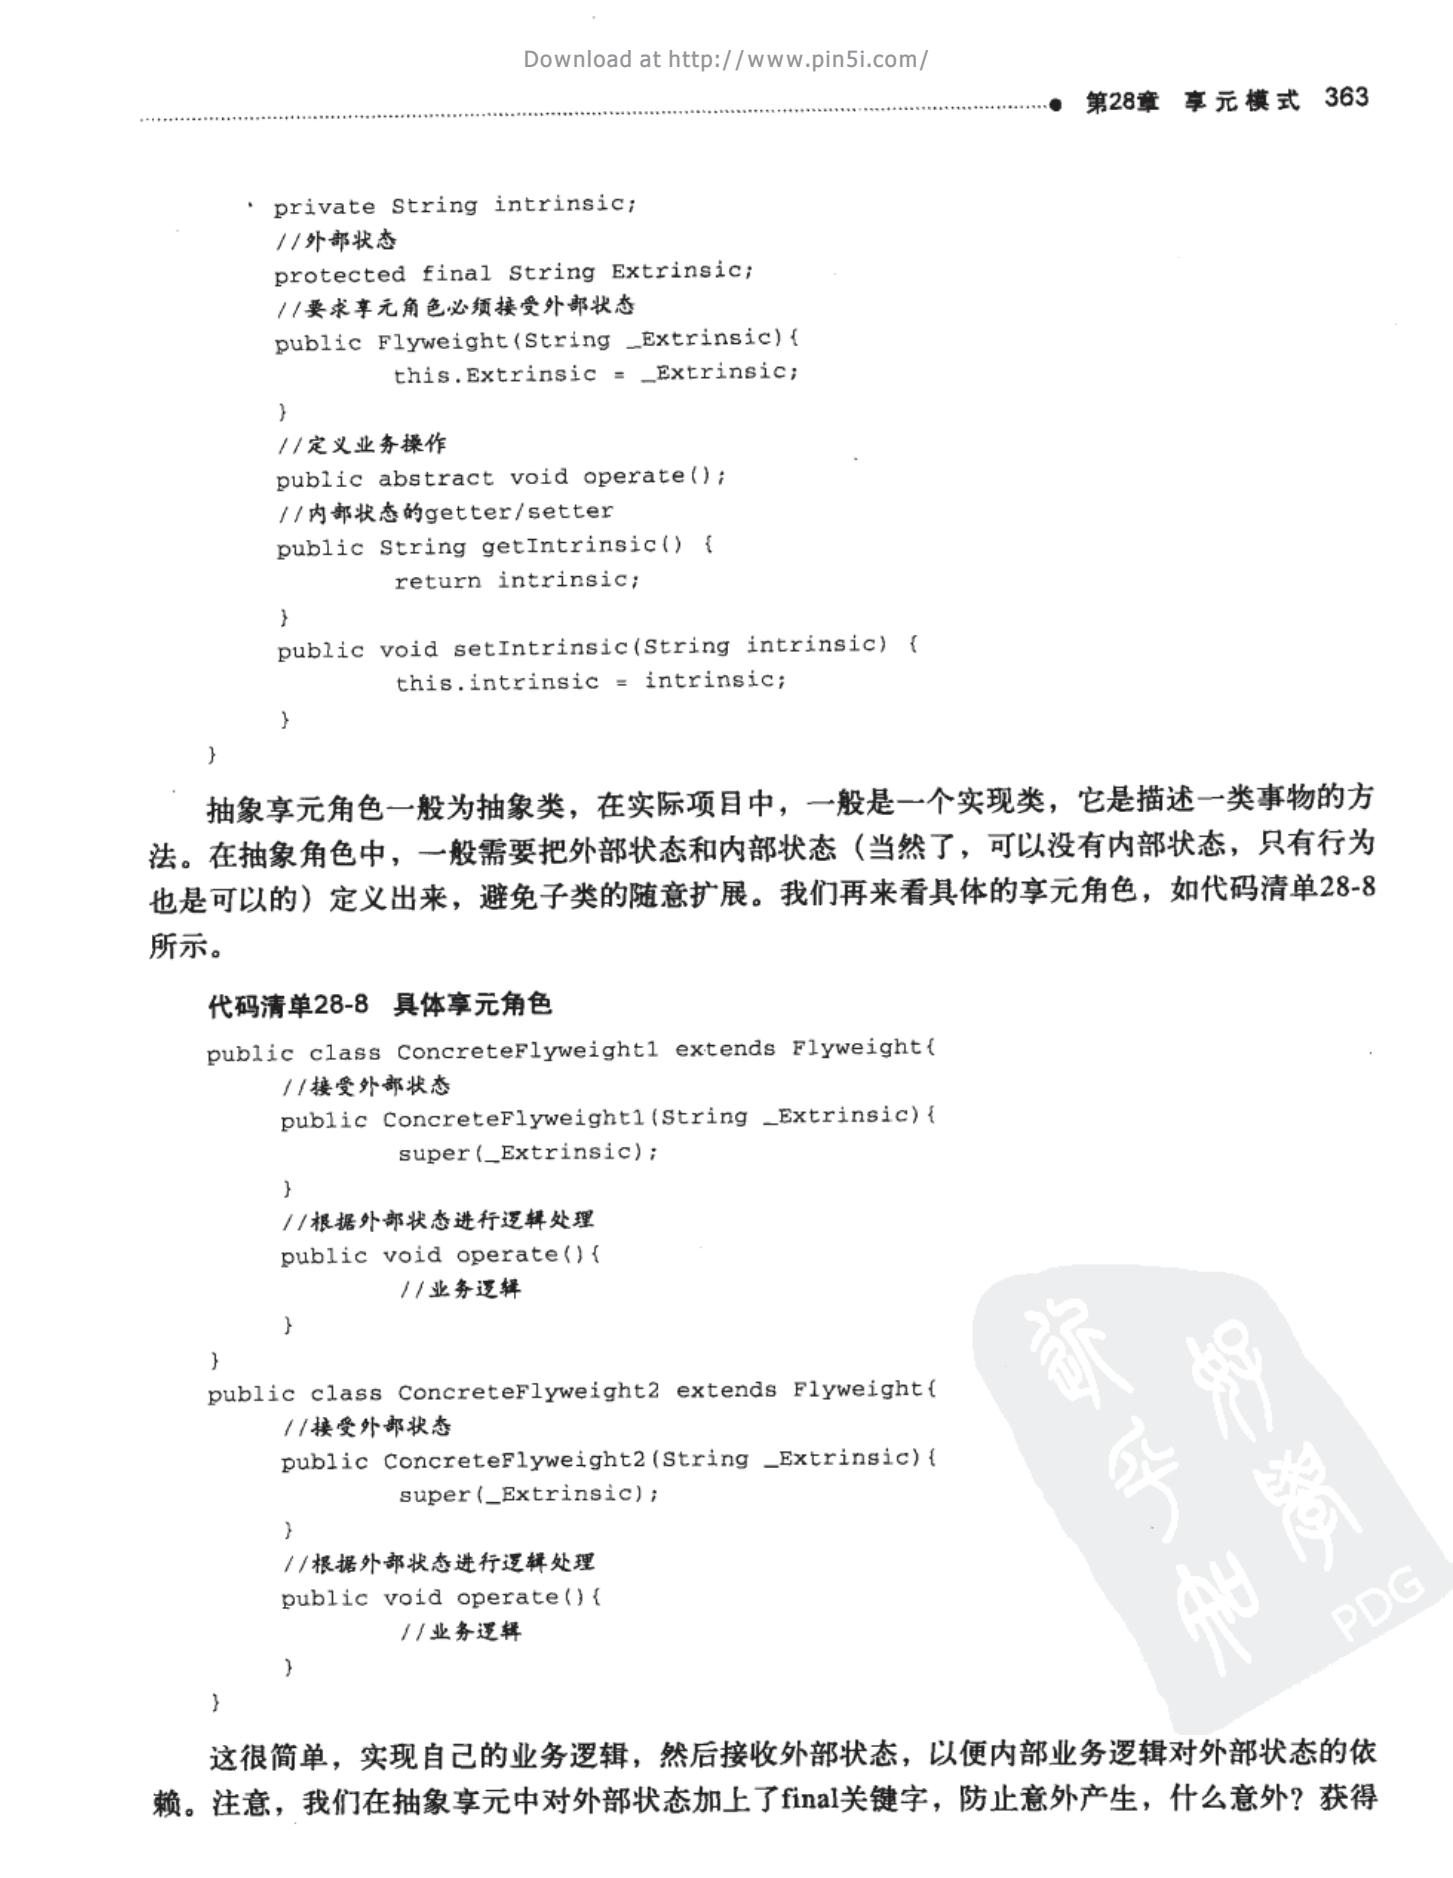 Download at http://www.pin5i.com/
第28章 享元模式 363
private String intrinsic;
//外部状态
protected final String Extrinsic;
//要求享元角色必须接受外部状态
public Flyweight(String _Extrinsic){
this.Extrinsic = _Extrinsic;
}
//定义业务操作
public abstract void operate();
//内部状态的getter/setter
public String getIntrinsic() {
return intrinsic;
}
public void setIntrinsic(String intrinsic) {
this.intrinsic = intrinsic;
}
}
抽象享元角色一般为抽象类，在实际项目中，一般是一个实现类，它是描述一类事物的方
法。在抽象角色中，一般需要把外部状态和内部状态（当然了，可以没有内部状态，只有行为
也是可以的）定义出来，避免子类的随意扩展。我们再来看具体的享元角色，如代码清单28-8
所示。
代码清单28-8 具体享元角色
public class ConcreteFlyweight1 extends Flyweight{
//接受外部状态
public ConcreteFlyweight1(String _Extrinsic){
super(_Extrinsic);
}
//根据外部状态进行逻辑处理
public void operate(){
//业务逻辑
}
}
public class ConcreteFlyweight2 extends Flyweight{
//接受外部状态
public ConcreteFlyweight2(String _Extrinsic){
super(_Extrinsic);
}
//根据外部状态进行逻辑处理
public void operate(){
//业务逻辑
}
}
PDG
这很简单，实现自己的业务逻辑，然后接收外部状态，以便内部业务逻辑对外部状态的依
赖。注意，我们在抽象享元中对外部状态加上了final关键字，防止意外产生，什么意外？获得